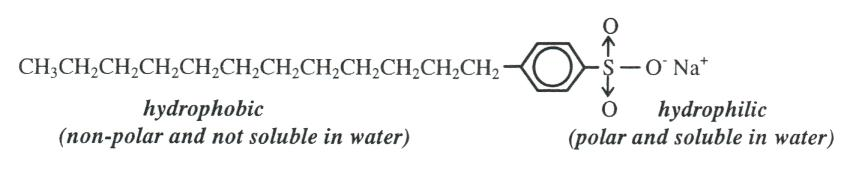 O
CH₃CH₂CH₂CH₂CH₂CH₂CH₂CH₂CH₂CH₂CH₂CH₂ S O⁻ Na⁺
O
hydrophobic hydrophilic
(non-polar and not soluble in water) (polar and soluble in water)